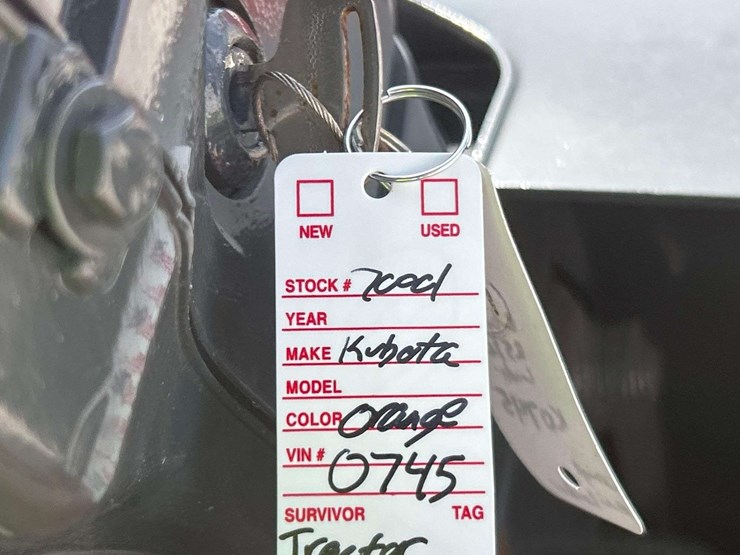 NEW USED
STOCK #
YEAR
MAKE Kubota
MODEL
COLOR Orange
VIN # 0745
SURVIVOR TAG
Tractor